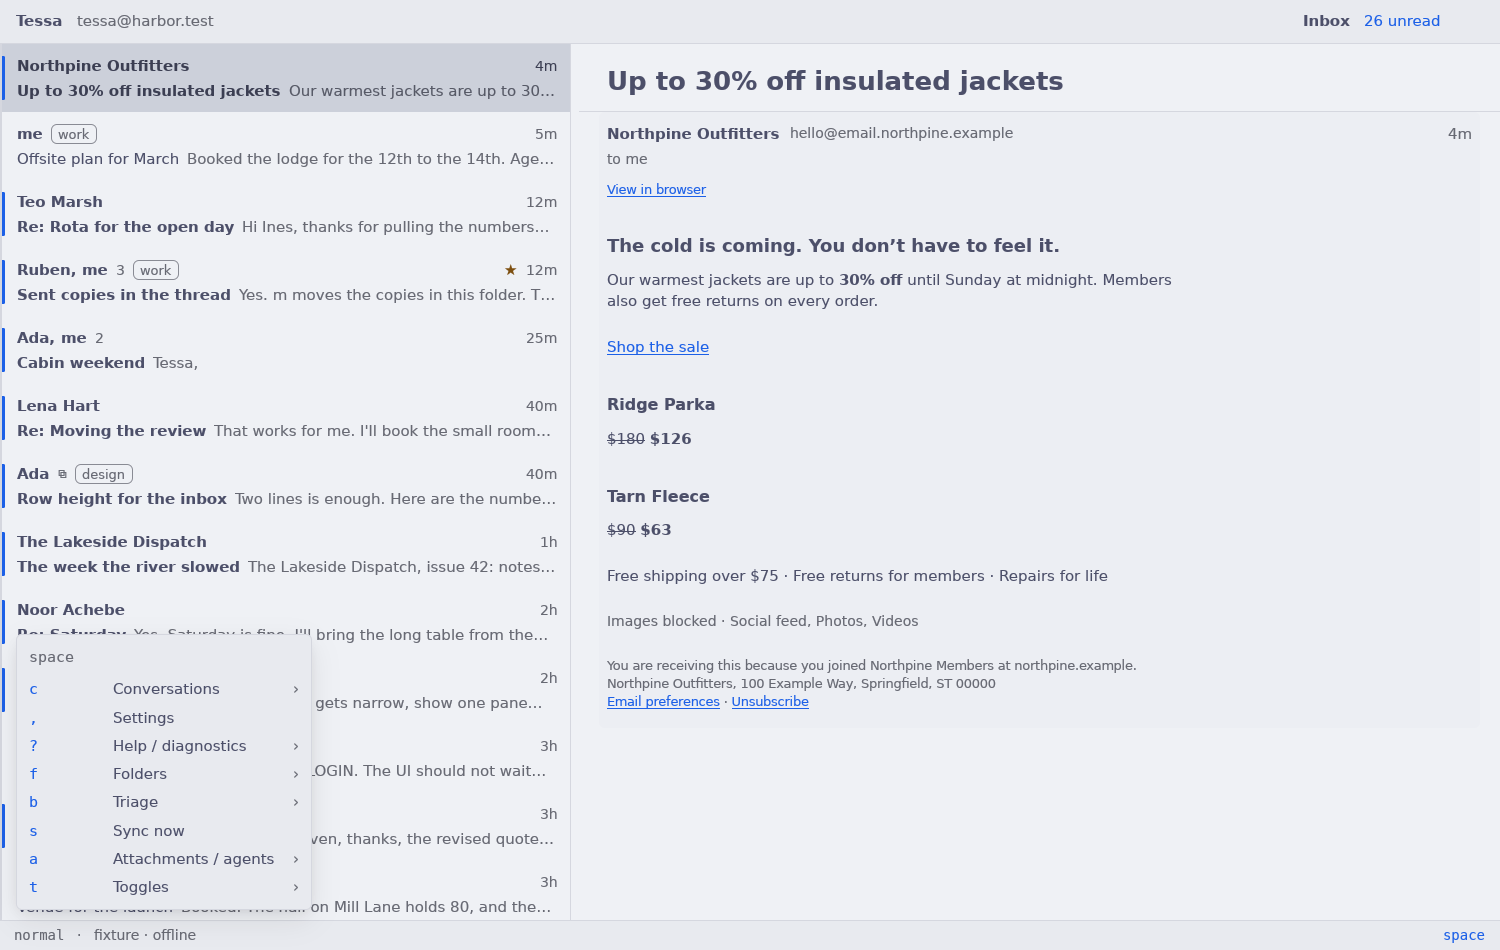 Tessa tessa@harbor.test
Inbox 26 unread
Northpine Outfitters 4m
Up to 30% off insulated jackets Our warmest jackets are up to 30…
me work 5m
Offsite plan for March Booked the lodge for the 12th to the 14th. Age…
Teo Marsh 12m
Re: Rota for the open day Hi Ines, thanks for pulling the numbers…
Ruben, me 3 work ★ 12m
Sent copies in the thread Yes. m moves the copies in this folder. T…
Ada, me 2 25m
Cabin weekend Tessa,
Lena Hart 40m
Re: Moving the review That works for me. I'll book the small room…
Ada design 40m
Row height for the inbox Two lines is enough. Here are the numbe…
The Lakeside Dispatch 1h
The week the river slowed The Lakeside Dispatch, issue 42: notes…
Noor Achebe 2h
Re: Saturday Yes, Saturday is fine. I'll bring the long table from the…
2h
gets narrow, show one pane…
3h
LOGIN. The UI should not wait…
3h
thanks, the revised quote…
3h
on Mill Lane holds 80, and the…
space
c Conversations ›
, Settings
? Help / diagnostics ›
f Folders ›
b Triage ›
s Sync now
a Attachments / agents ›
t Toggles ›
Up to 30% off insulated jackets
Northpine Outfitters hello@email.northpine.example 4m
to me
View in browser
The cold is coming. You don’t have to feel it.
Our warmest jackets are up to 30% off until Sunday at midnight. Members
also get free returns on every order.
Shop the sale
Ridge Parka
$180 $126
Tarn Fleece
$90 $63
Free shipping over $75 · Free returns for members · Repairs for life
Images blocked · Social feed, Photos, Videos
You are receiving this because you joined Northpine Members at northpine.example.
Northpine Outfitters, 100 Example Way, Springfield, ST 00000
Email preferences · Unsubscribe
normal · fixture · offline
space